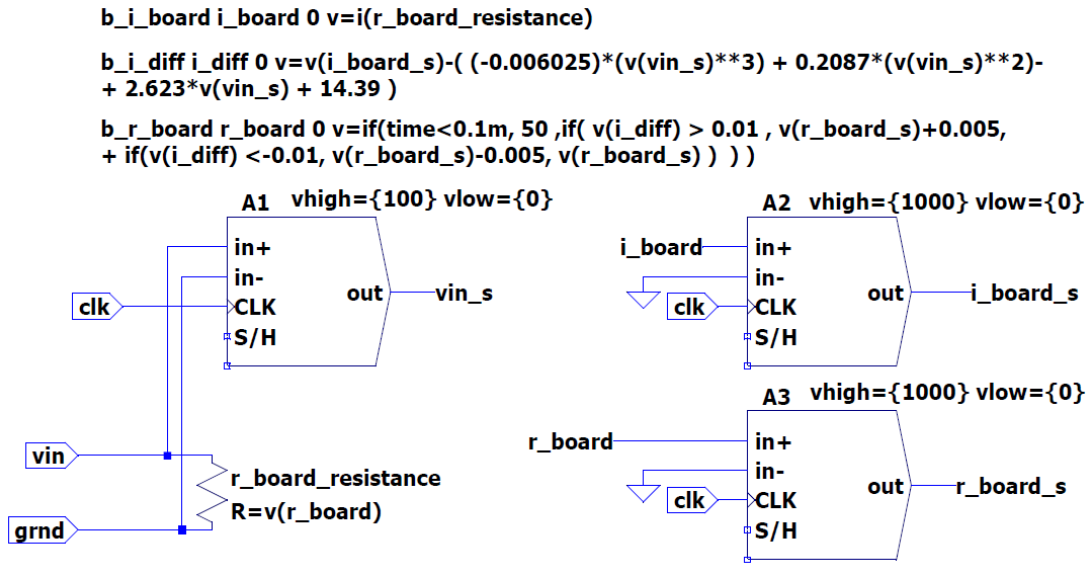 b_i_board i_board 0 v=i(r_board_resistance)
b_i_diff i_diff 0 v=v(i_board_s)-( (-0.006025)*(v(vin_s)**3) + 0.2087*(v(vin_s)**2)-
+ 2.623*v(vin_s) + 14.39 )
b_r_board r_board 0 v=if(time<0.1m, 50 ,if( v(i_diff) > 0.01 , v(r_board_s)+0.005,
+ if(v(i_diff) <-0.01, v(r_board_s)-0.005, v(r_board_s) ) ) )
A1 vhigh={100} vlow={0}
in+
in-
clk
CLK
S/H
out
vin_s
vin
grnd
r_board_resistance
R=v(r_board)
A2 vhigh={1000} vlow={0}
i_board
in+
in-
clk
CLK
S/H
out
i_board_s
A3 vhigh={1000} vlow={0}
r_board
in+
in-
clk
CLK
S/H
out
r_board_s